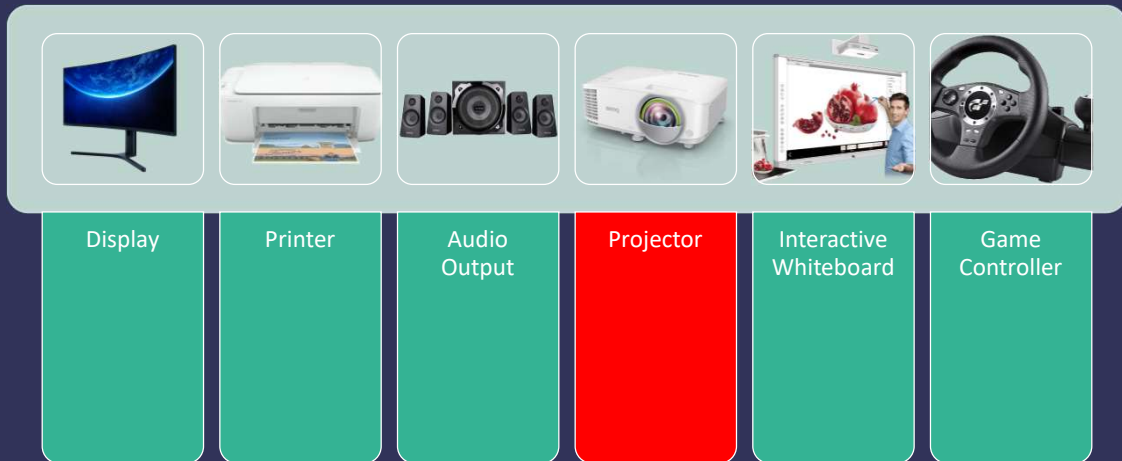 Display
Printer
Audio
Output
Projector
Interactive
Whiteboard
Game
Controller